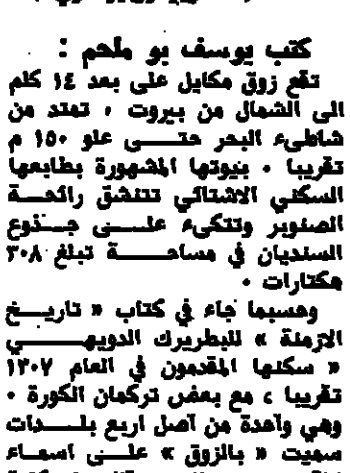 كتب يوسف بو ملحم :
تقع زوق مكايل على بعد ١٤ كلم
الى الشمال من بيروت ، تمتد من
شاطىء البحر حتى علو ١٥٠ م
تقريبا ، بيوتها المشهورة بطابعها
السكني الاشتائي تتنشق رائحة
الصنوبر وتتكىء على جذوع
السنديان في مساحة تبلغ ٣٠٨
هكتارات ،
وحسبما جاء في كتاب « تاريخ
الازمنة » للبطريرك الدويهي
« سكنها المقدمون في العام ١٣٠٧
تقريبا ، مع بعض تركمان الكورة ،
وهي واحدة من أصل اربع بلدات
سميت « بالزوق » على اسماء